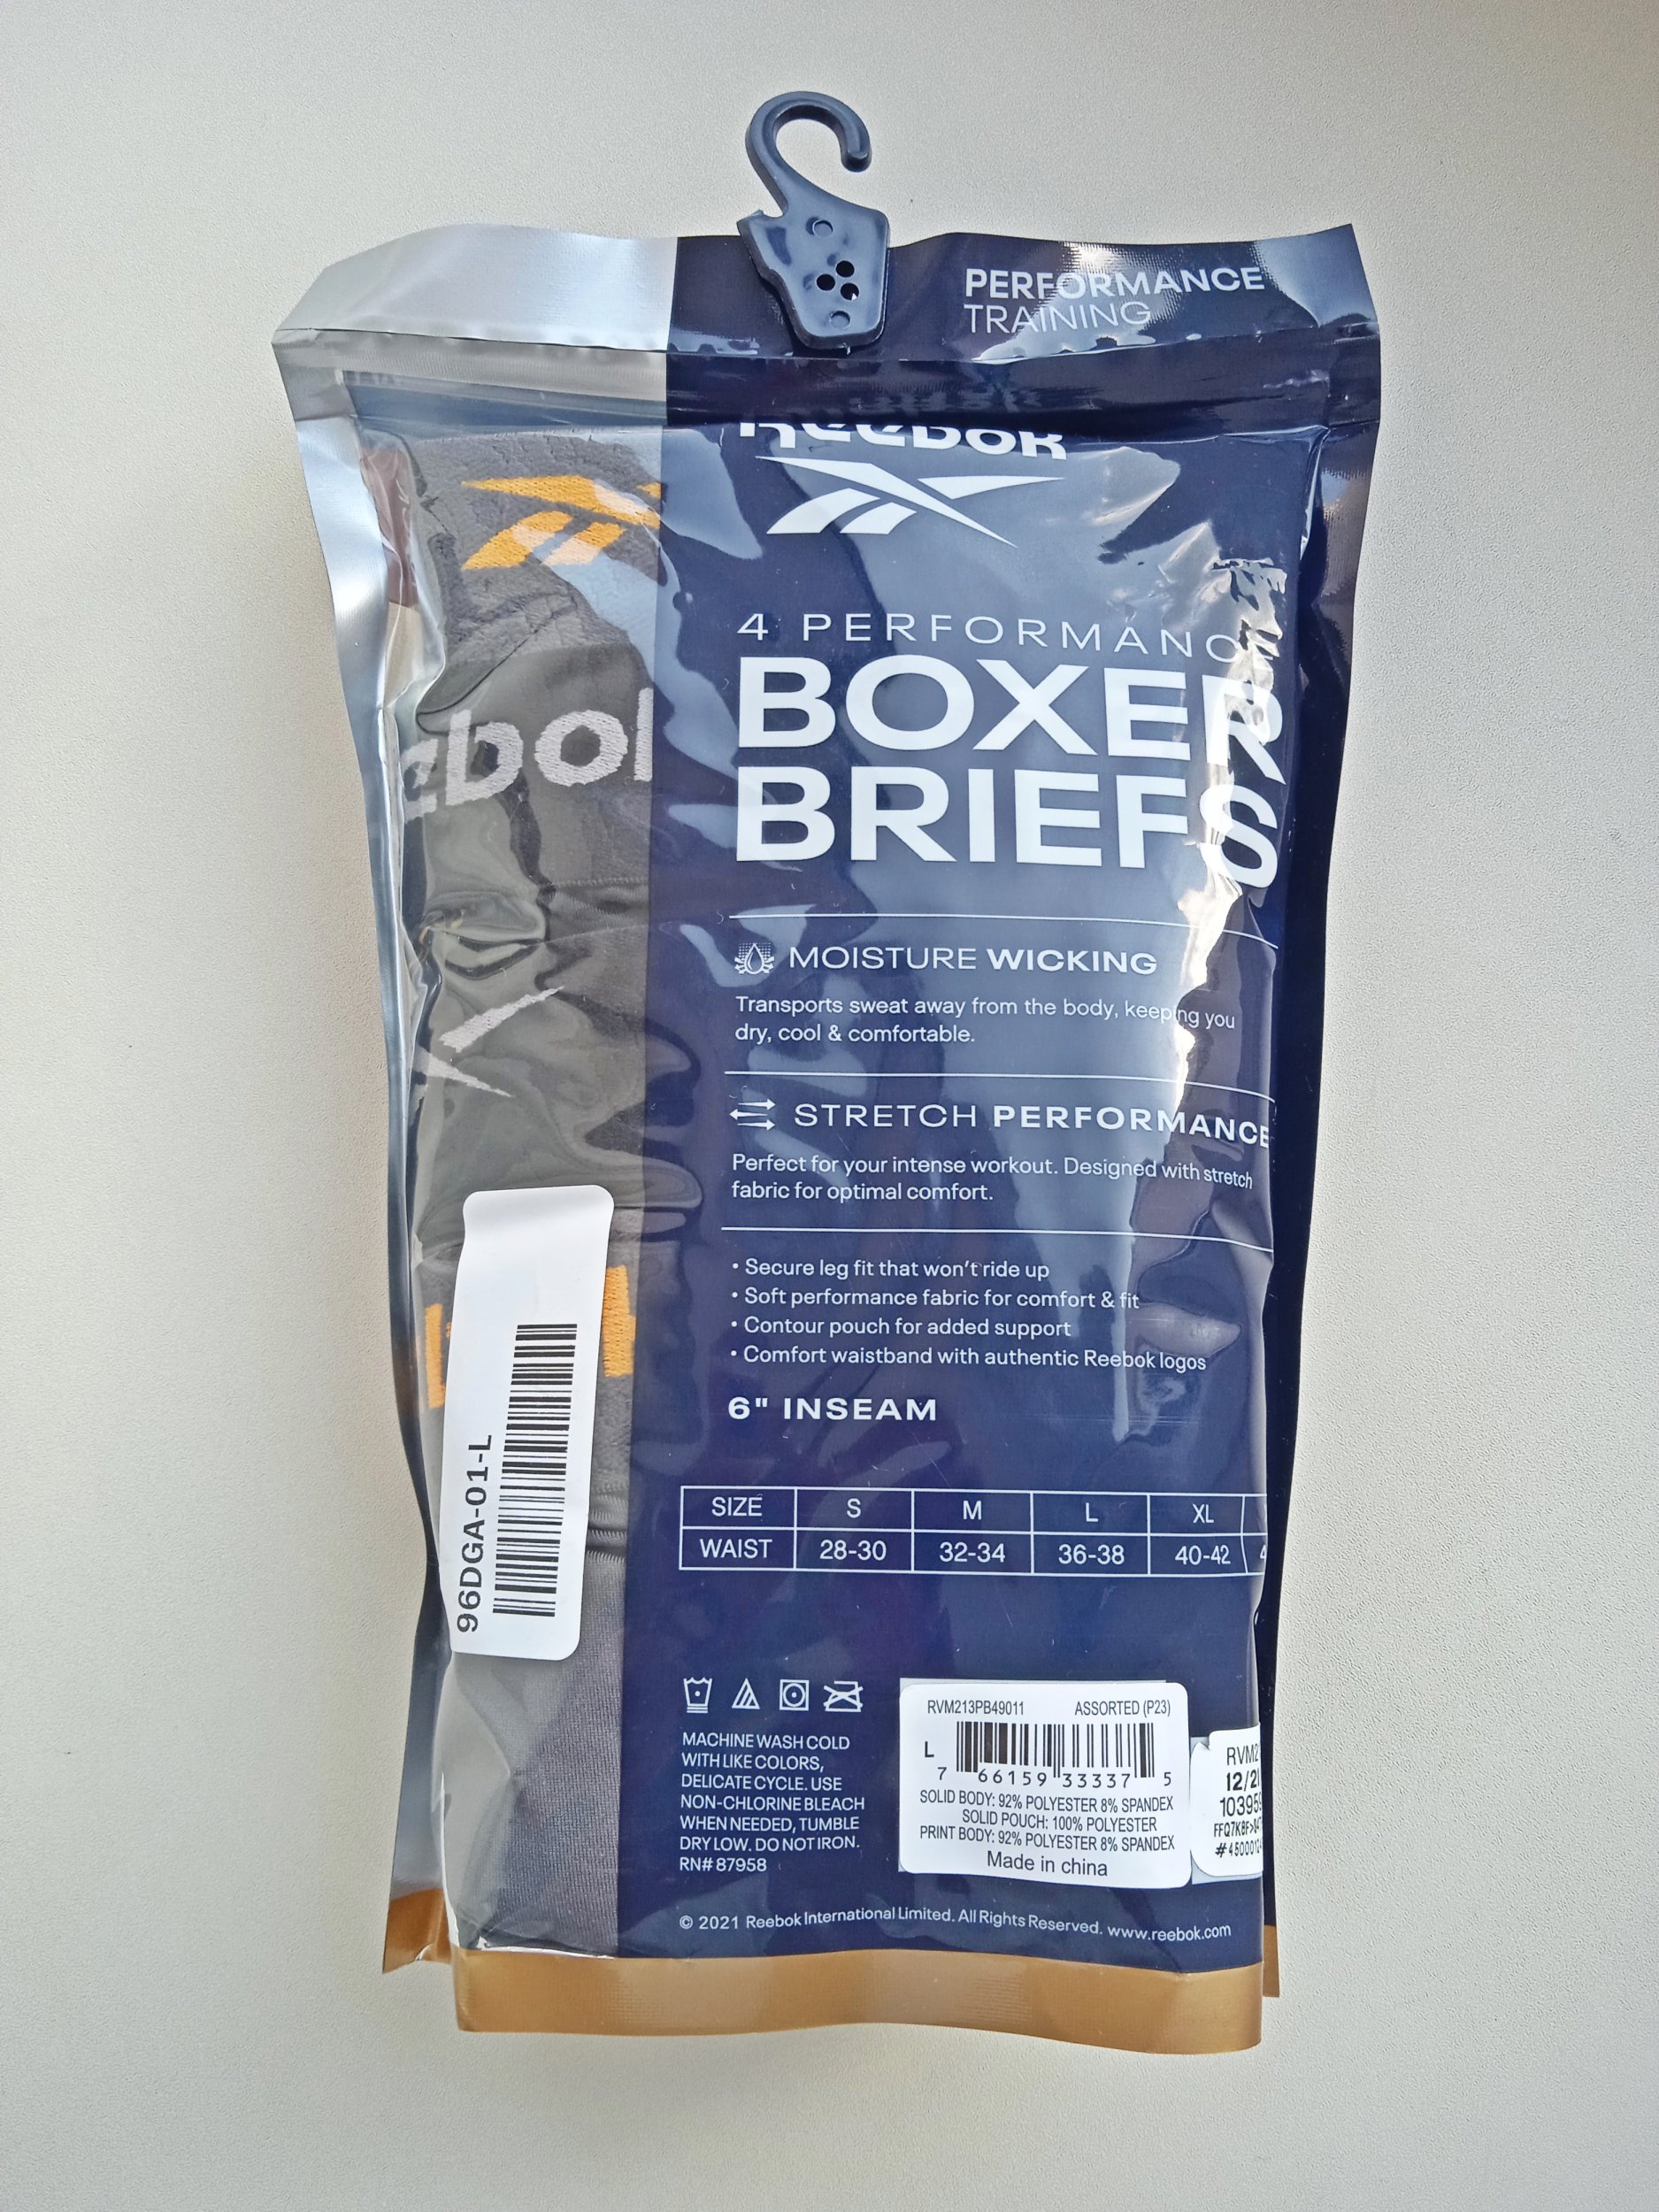 PERFORMANCE
TRAINING
Reebok
4 PERFORMANCE
BOXER
BRIEFS
MOISTURE WICKING
Transports sweat away from the body, keeping you
dry, cool & comfortable.
STRETCH PERFORMANCE
Perfect for your intense workout. Designed with stretch
fabric for optimal comfort.
• Secure leg fit that won't ride up
• Soft performance fabric for comfort & fit
• Contour pouch for added support
• Comfort waistband with authentic Reebok logos
6" INSEAM
SIZE S M L XL
WAIST 28-30 32-34 36-38 40-42 4
MACHINE WASH COLD
WITH LIKE COLORS,
DELICATE CYCLE. USE
NON-CHLORINE BLEACH
WHEN NEEDED, TUMBLE
DRY LOW. DO NOT IRON.
RN# 87958
RVM213PB49011 ASSORTED (P23)
L
7 66159 33337 5
SOLID BODY: 92% POLYESTER 8% SPANDEX
SOLID POUCH: 100% POLYESTER
PRINT BODY: 92% POLYESTER 8% SPANDEX
Made in china
RVM2
12/21
10395
© 2021 Reebok International Limited. All Rights Reserved. www.reebok.com
ebok
96DGA-01-L